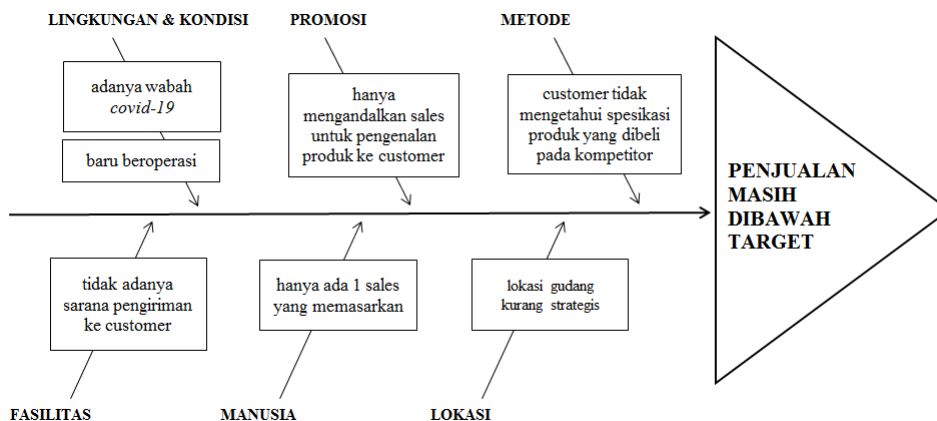 LINGKUNGAN & KONDISI
PROMOSI
METODE
adanya wabah
covid-19
baru beroperasi
hanya
mengandalkan sales
untuk pengenalan
produk ke customer
customer tidak
mengetahui spesikasi
produk yang dibeli
pada kompetitor
PENJUALAN
MASIH
DIBAWAH
TARGET
tidak adanya
sarana pengiriman
ke customer
hanya ada 1 sales
yang memasarkan
lokasi gudang
kurang strategis
FASILITAS
MANUSIA
LOKASI